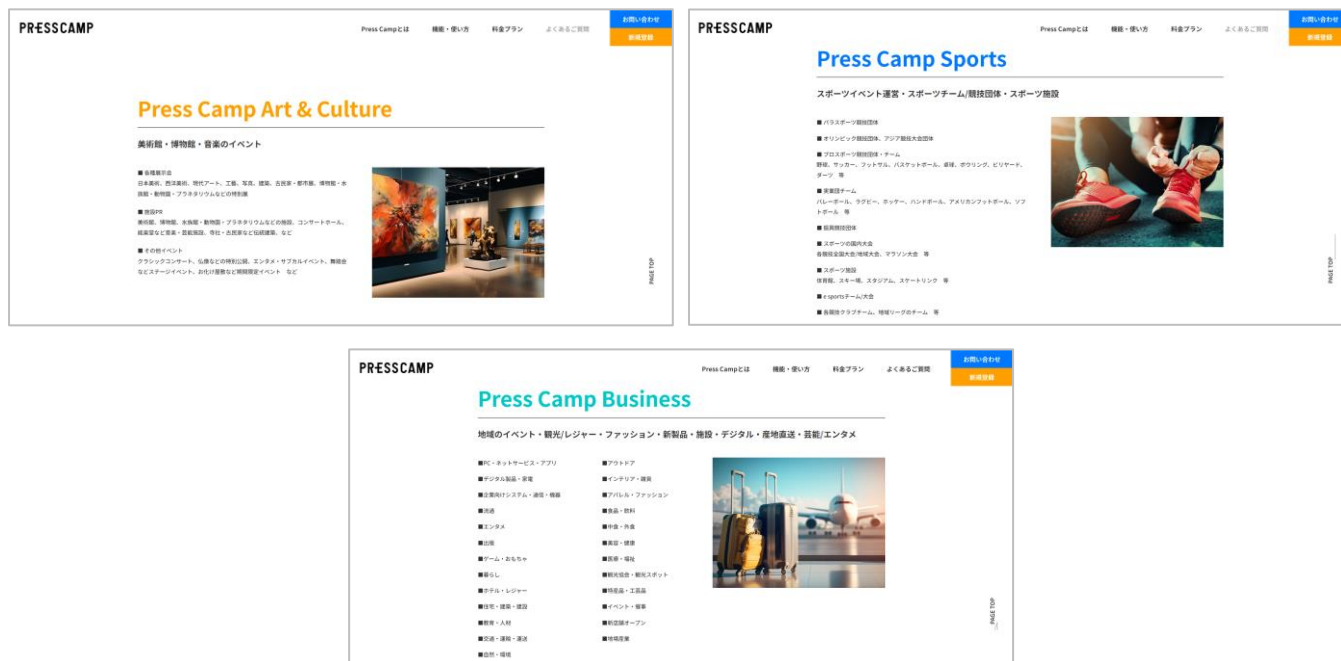 PRESSCAMP
Press Campとは
機能・使い方
料金プラン
よくあるご質問
お問い合わせ
新規登録
Press Camp Art & Culture
美術館・博物館・音楽のイベント
■ 各種展示会
日本美術、西洋美術、現代アート、工藝、写真、建築、古民家・都市展、博物館・水
族館・動物園・プラネタリウムなどの特別展
■ 施設PR
美術館、博物館、水族館・動物園・プラネタリウムなどの施設、コンサートホール、
能楽堂など音楽・芸能施設、寺社・古民家など伝統建築、など
■ その他イベント
クラシックコンサート、仏像などの特別公開、エンタメ・サブカルイベント、舞踊会
などステージイベント、お化け屋敷など期間限定イベント　など
PAGE TOP
PRESSCAMP
Press Campとは
機能・使い方
料金プラン
よくあるご質問
お問い合わせ
新規登録
Press Camp Sports
スポーツイベント運営・スポーツチーム/競技団体・スポーツ施設
■ パラスポーツ競技団体
■ オリンピック競技団体、アジア競技大会団体
■ プロスポーツ競技団体・チーム
野球、サッカー、フットサル、バスケットボール、卓球、ボウリング、ビリヤード、
ダーツ　等
■ 実業団チーム
バレーボール、ラグビー、ホッケー、ハンドボール、アメリカンフットボール、ソフ
トボール　等
■ スポーツの国内大会
各競技全国大会/地域大会、マラソン大会　等
■ スポーツ施設
体育館、スキー場、スタジアム、スケートリンク　等
■ e sportsチーム/大会
■ 各競技クラブチーム、地域リーグのチーム　等
PAGE TOP
PRESSCAMP
Press Campとは
機能・使い方
料金プラン
よくあるご質問
お問い合わせ
新規登録
Press Camp Business
地域のイベント・観光/レジャー・ファッション・新製品・施設・デジタル・産地直送・芸能/エンタメ
■PC・ネットサービス・アプリ
■デジタル製品・家電
■企業向けシステム・通信・機器
■流通
■エンタメ
■出版
■ゲーム・おもちゃ
■暮らし
■ホテル・レジャー
■住宅・建築・建設
■教育・人材
■交通・運輸・運送
■自然・環境
■アウトドア
■インテリア・雑貨
■アパレル・ファッション
■食品・飲料
■中食・外食
■美容・健康
■医療・福祉
■観光協会・観光スポット
■特産品・工芸品
■イベント・催事
■新店舗オープン
■地場産業
PAGE TOP